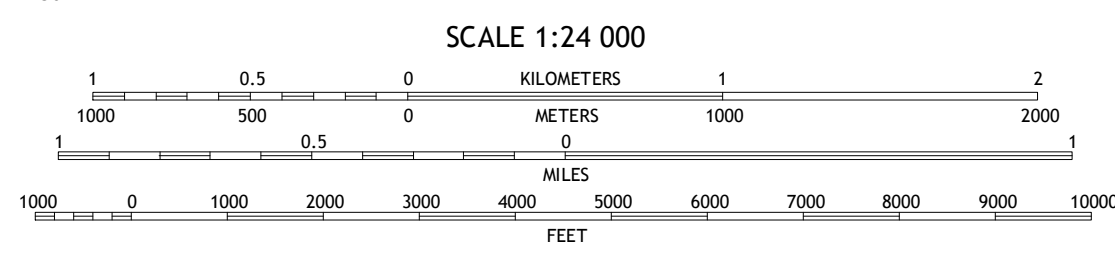 SCALE 1:24 000
1 0.5 0 KILOMETERS 1 2
1000 500 0 METERS 1000 2000
1 0.5 0 1
MILES
1000 0 1000 2000 3000 4000 5000 6000 7000 8000 9000 10000
FEET